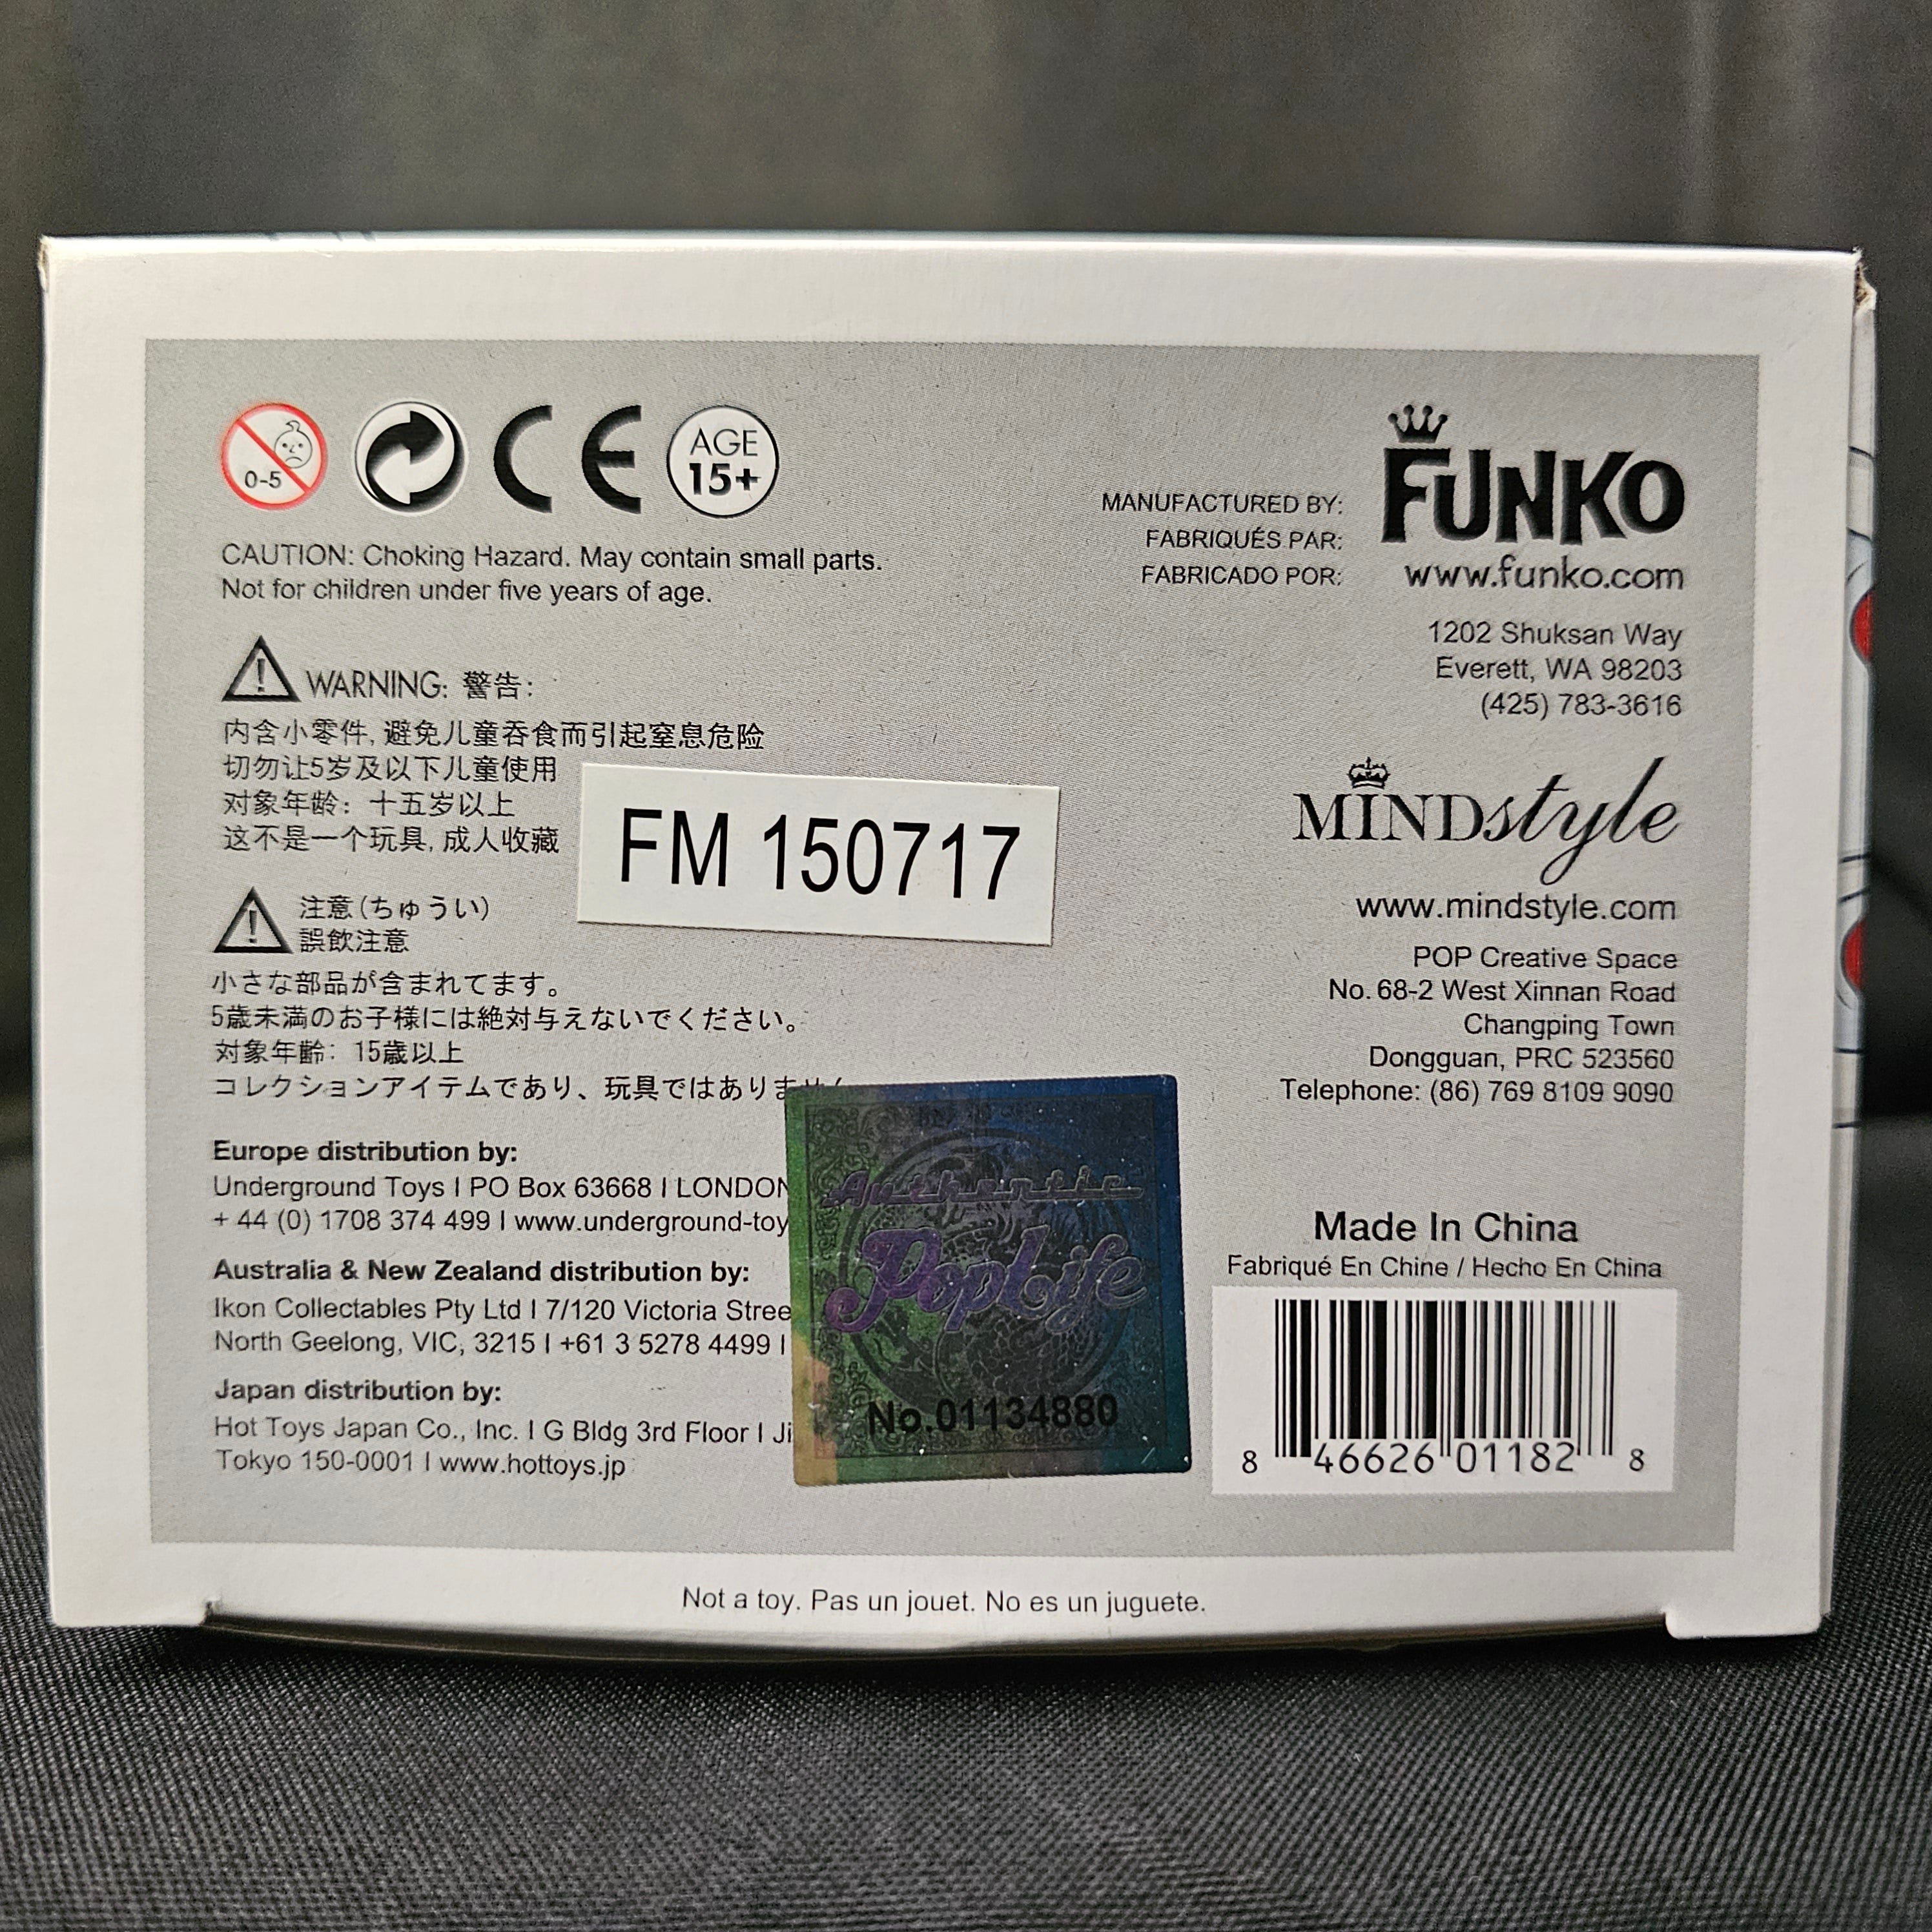 0-5
CE
AGE
15+
CAUTION: Choking Hazard. May contain small parts.
Not for children under five years of age.
WARNING: 警告:
内含小零件, 避免儿童吞食而引起窒息危险
切勿让5岁及以下儿童使用
对象年龄: 十五岁以上
这不是一个玩具, 成人收藏
FM 150717
注意(ちゅうい)
誤飲注意
小さな部品が含まれてます。
5歳未満のお子様には絶対与えないでください。
対象年齢: 15歳以上
コレクションアイテムであり、玩具ではありません
Europe distribution by:
Underground Toys I PO Box 63668 I LONDON
+ 44 (0) 1708 374 499 I www.underground-toy
Australia & New Zealand distribution by:
Ikon Collectables Pty Ltd I 7/120 Victoria Stree
North Geelong, VIC, 3215 I +61 3 5278 4499 I
Japan distribution by:
Hot Toys Japan Co., Inc. I G Bldg 3rd Floor I Ji
Tokyo 150-0001 I www.hottoys.jp
Authentic
PopLife
No.01134880
MANUFACTURED BY:
FABRIQUÉS PAR:
FABRICADO POR:
FUNKO
www.funko.com
1202 Shuksan Way
Everett, WA 98203
(425) 783-3616
MINDstyle
www.mindstyle.com
POP Creative Space
No. 68-2 West Xinnan Road
Changping Town
Dongguan, PRC 523560
Telephone: (86) 769 8109 9090
Made In China
Fabriqué En Chine / Hecho En China
8 46626 01182 8
Not a toy. Pas un jouet. No es un juguete.